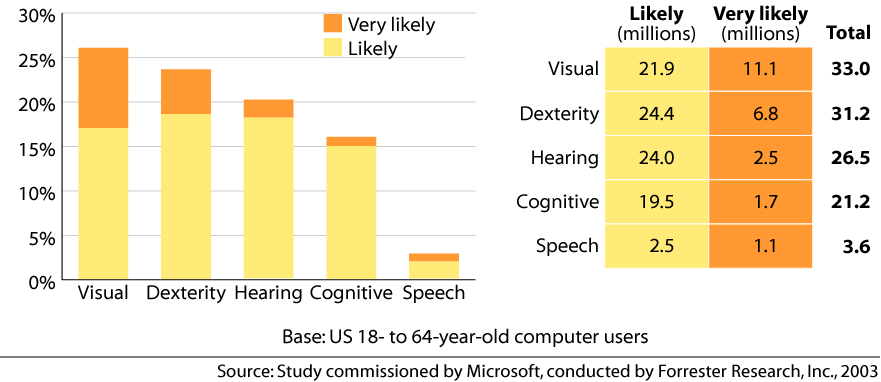 30%
25%
20%
15%
10%
5%
0%
Very likely
Likely
Visual Dexterity Hearing Cognitive Speech
Likely Very likely
(millions) (millions) Total
Visual 21.9 11.1 33.0
Dexterity 24.4 6.8 31.2
Hearing 24.0 2.5 26.5
Cognitive 19.5 1.7 21.2
Speech 2.5 1.1 3.6
Base: US 18- to 64-year-old computer users
Source: Study commissioned by Microsoft, conducted by Forrester Research, Inc., 2003